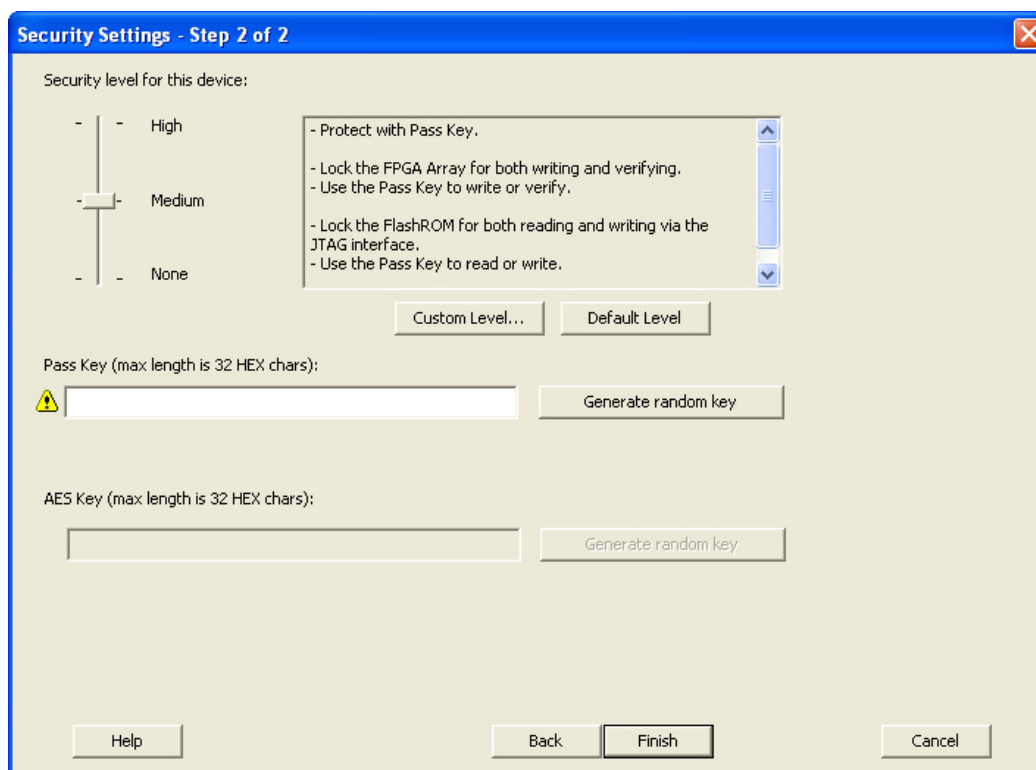 Security Settings - Step 2 of 2
Security level for this device:
High
Medium
None
- Protect with Pass Key.
- Lock the FPGA Array for both writing and verifying.
- Use the Pass Key to write or verify.
- Lock the FlashROM for both reading and writing via the
JTAG interface.
- Use the Pass Key to read or write.
Custom Level...
Default Level
Pass Key (max length is 32 HEX chars):
Generate random key
AES Key (max length is 32 HEX chars):
Generate random key
Help
Back
Finish
Cancel